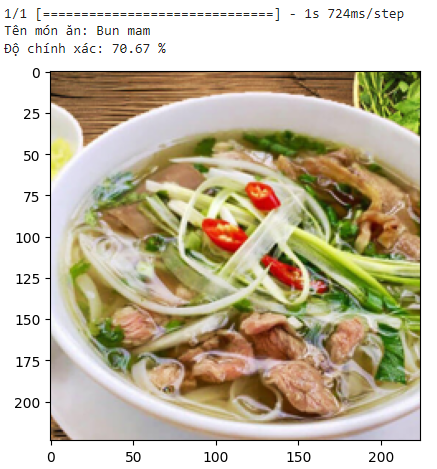 1/1 [==============================] - 1s 724ms/step
Tên món ăn: Bun mam
Độ chính xác: 70.67 %
0
25
50
75
100
125
150
175
200
0 50 100 150 200